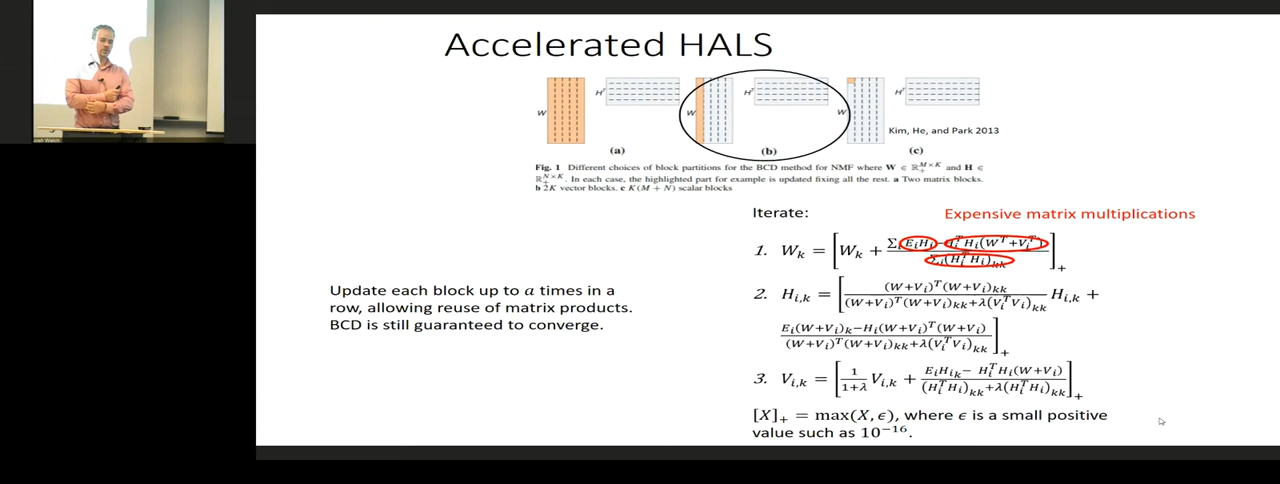 Accelerated HALS
W
Hᵀ
W
Hᵀ
W
Hᵀ
Kim, He, and Park 2013
(a)
(b)
(c)
Fig. 1 Different choices of block partitions for the BCD method for NMF where W ∈ ℝ₊^{M×K} and H ∈
ℝ₊^{N×K}. In each case, the highlighted part for example is updated fixing all the rest. a Two matrix blocks.
b 2K vector blocks. c K(M + N) scalar blocks
Iterate:
Expensive matrix multiplications
1. W_k = [W_k + (Σ_i E_i H_i − H_i^T H_i (W^T + V_i^T)) / (Σ_i (H_i^T H_i)_{kk})]_+
Update each block up to a times in a
row, allowing reuse of matrix products.
BCD is still guaranteed to converge.
2. H_{i,k} = [((W+V_i)^T (W+V_i)_{kk}) / ((W+V_i)^T (W+V_i)_{kk} + λ(V_i^T V_i)_{kk}) H_{i,k} +
(E_i (W+V_i)_k − H_i (W+V_i)^T (W+V_i)) / ((W+V_i)^T (W+V_i)_{kk} + λ(V_i^T V_i)_{kk})]_+
3. V_{i,k} = [1/(1+λ) V_{i,k} + (E_i H_{ik} − H_i^T H_i (W+V_i)) / ((H_i^T H_i)_{kk} + λ(H_i^T H_i)_{kk})]_+
[X]_+ = max(X, ϵ), where ϵ is a small positive
value such as 10^{−16}.